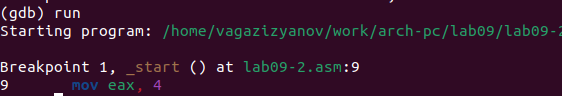 (gdb) run
Starting program: /home/vagazizyanov/work/arch-pc/lab09/lab09-2
Breakpoint 1, _start () at lab09-2.asm:9
9 mov eax, 4